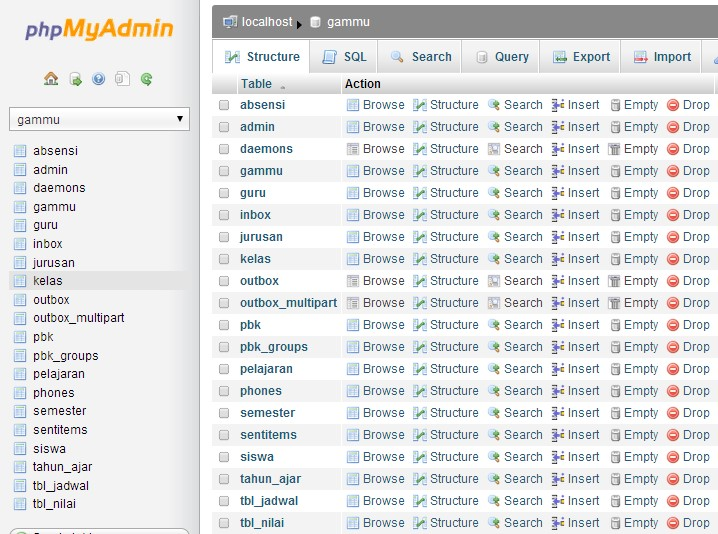 phpMyAdmin
gammu
absensi
admin
daemons
gammu
guru
inbox
jurusan
kelas
outbox
outbox_multipart
pbk
pbk_groups
pelajaran
phones
semester
sentitems
siswa
tahun_ajar
tbl_jadwal
tbl_nilai
localhost gammu
Structure SQL Search Query Export Import
Table Action
absensi Browse Structure Search Insert Empty Drop
admin Browse Structure Search Insert Empty Drop
daemons Browse Structure Search Insert Empty Drop
gammu Browse Structure Search Insert Empty Drop
guru Browse Structure Search Insert Empty Drop
inbox Browse Structure Search Insert Empty Drop
jurusan Browse Structure Search Insert Empty Drop
kelas Browse Structure Search Insert Empty Drop
outbox Browse Structure Search Insert Empty Drop
outbox_multipart Browse Structure Search Insert Empty Drop
pbk Browse Structure Search Insert Empty Drop
pbk_groups Browse Structure Search Insert Empty Drop
pelajaran Browse Structure Search Insert Empty Drop
phones Browse Structure Search Insert Empty Drop
semester Browse Structure Search Insert Empty Drop
sentitems Browse Structure Search Insert Empty Drop
siswa Browse Structure Search Insert Empty Drop
tahun_ajar Browse Structure Search Insert Empty Drop
tbl_jadwal Browse Structure Search Insert Empty Drop
tbl_nilai Browse Structure Search Insert Empty Drop